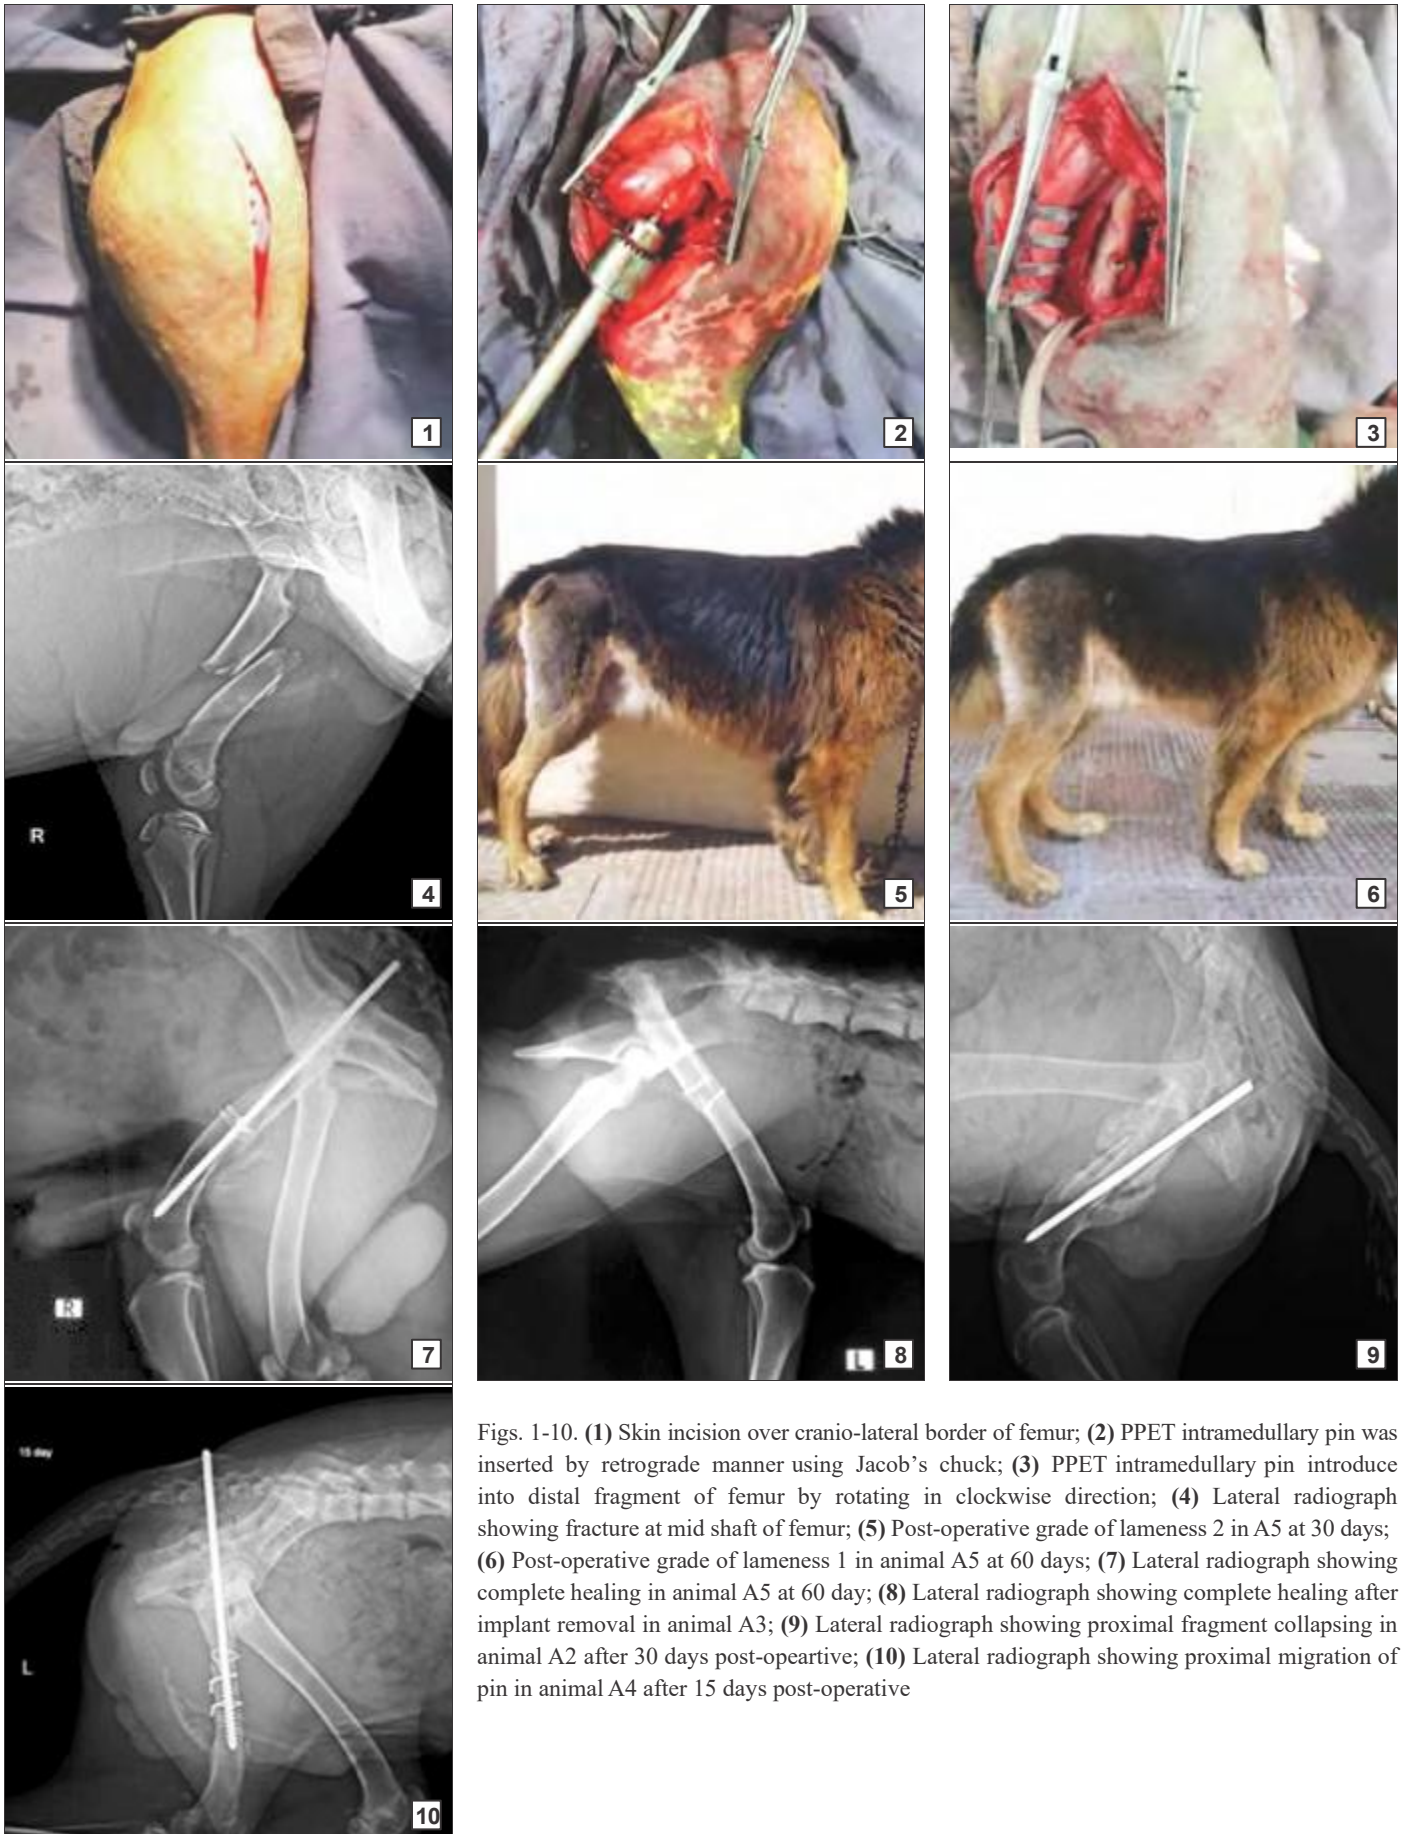 1
2
3
R
4
5
6
R
7
L
8
9
15 day
L
10
Figs. 1-10. (1) Skin incision over cranio-lateral border of femur; (2) PPET intramedullary pin was
inserted by retrograde manner using Jacob’s chuck; (3) PPET intramedullary pin introduce
into distal fragment of femur by rotating in clockwise direction; (4) Lateral radiograph
showing fracture at mid shaft of femur; (5) Post-operative grade of lameness 2 in A5 at 30 days;
(6) Post-operative grade of lameness 1 in animal A5 at 60 days; (7) Lateral radiograph showing
complete healing in animal A5 at 60 day; (8) Lateral radiograph showing complete healing after
implant removal in animal A3; (9) Lateral radiograph showing proximal fragment collapsing in
animal A2 after 30 days post-opeartive; (10) Lateral radiograph showing proximal migration of
pin in animal A4 after 15 days post-operative